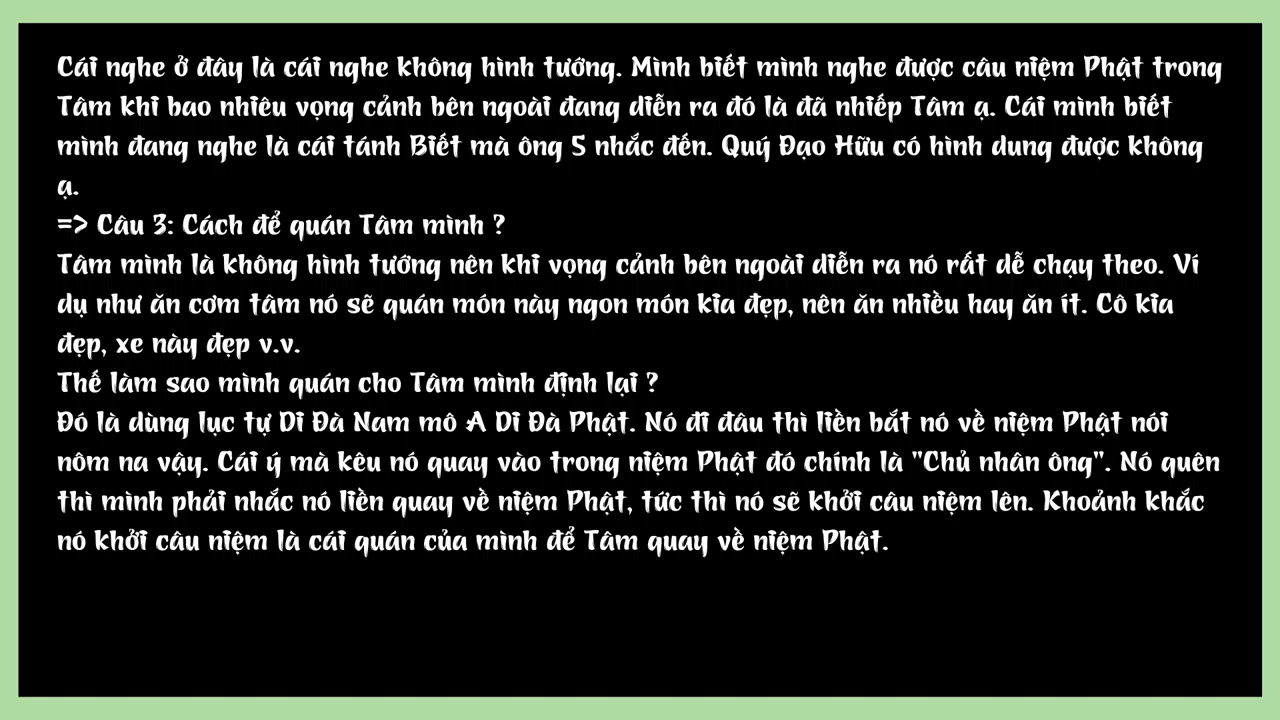 Cái nghe ở đây là cái nghe không hình tướng. Mình biết mình nghe được câu niệm Phật trong
Tâm khi bao nhiêu vọng cảnh bên ngoài đang diễn ra đó là đã nhiếp Tâm ạ. Cái mình biết
mình đang nghe là cái tánh Biết mà ông 5 nhắc đến. Quý Đạo Hữu có hình dung được không
ạ.
=> Câu 3: Cách để quán Tâm mình ?
Tâm mình là không hình tướng nên khi vọng cảnh bên ngoài diễn ra nó rất dễ chạy theo. Ví
dụ như ăn cơm tâm nó sẽ quán món này ngon món kia đẹp, nên ăn nhiều hay ăn ít. Cô kia
đẹp, xe này đẹp v.v.
Thế làm sao mình quán cho Tâm mình định lại ?
Đó là dùng lục tự Di Đà Nam mô A Di Đà Phật. Nó đi đâu thì liền bắt nó về niệm Phật nói
nôm na vậy. Cái ý mà kêu nó quay vào trong niệm Phật đó chính là "Chủ nhân ông". Nó quên
thì mình phải nhắc nó liền quay về niệm Phật, tức thì nó sẽ khởi câu niệm lên. Khoảnh khắc
nó khởi câu niệm là cái quán của mình để Tâm quay về niệm Phật.